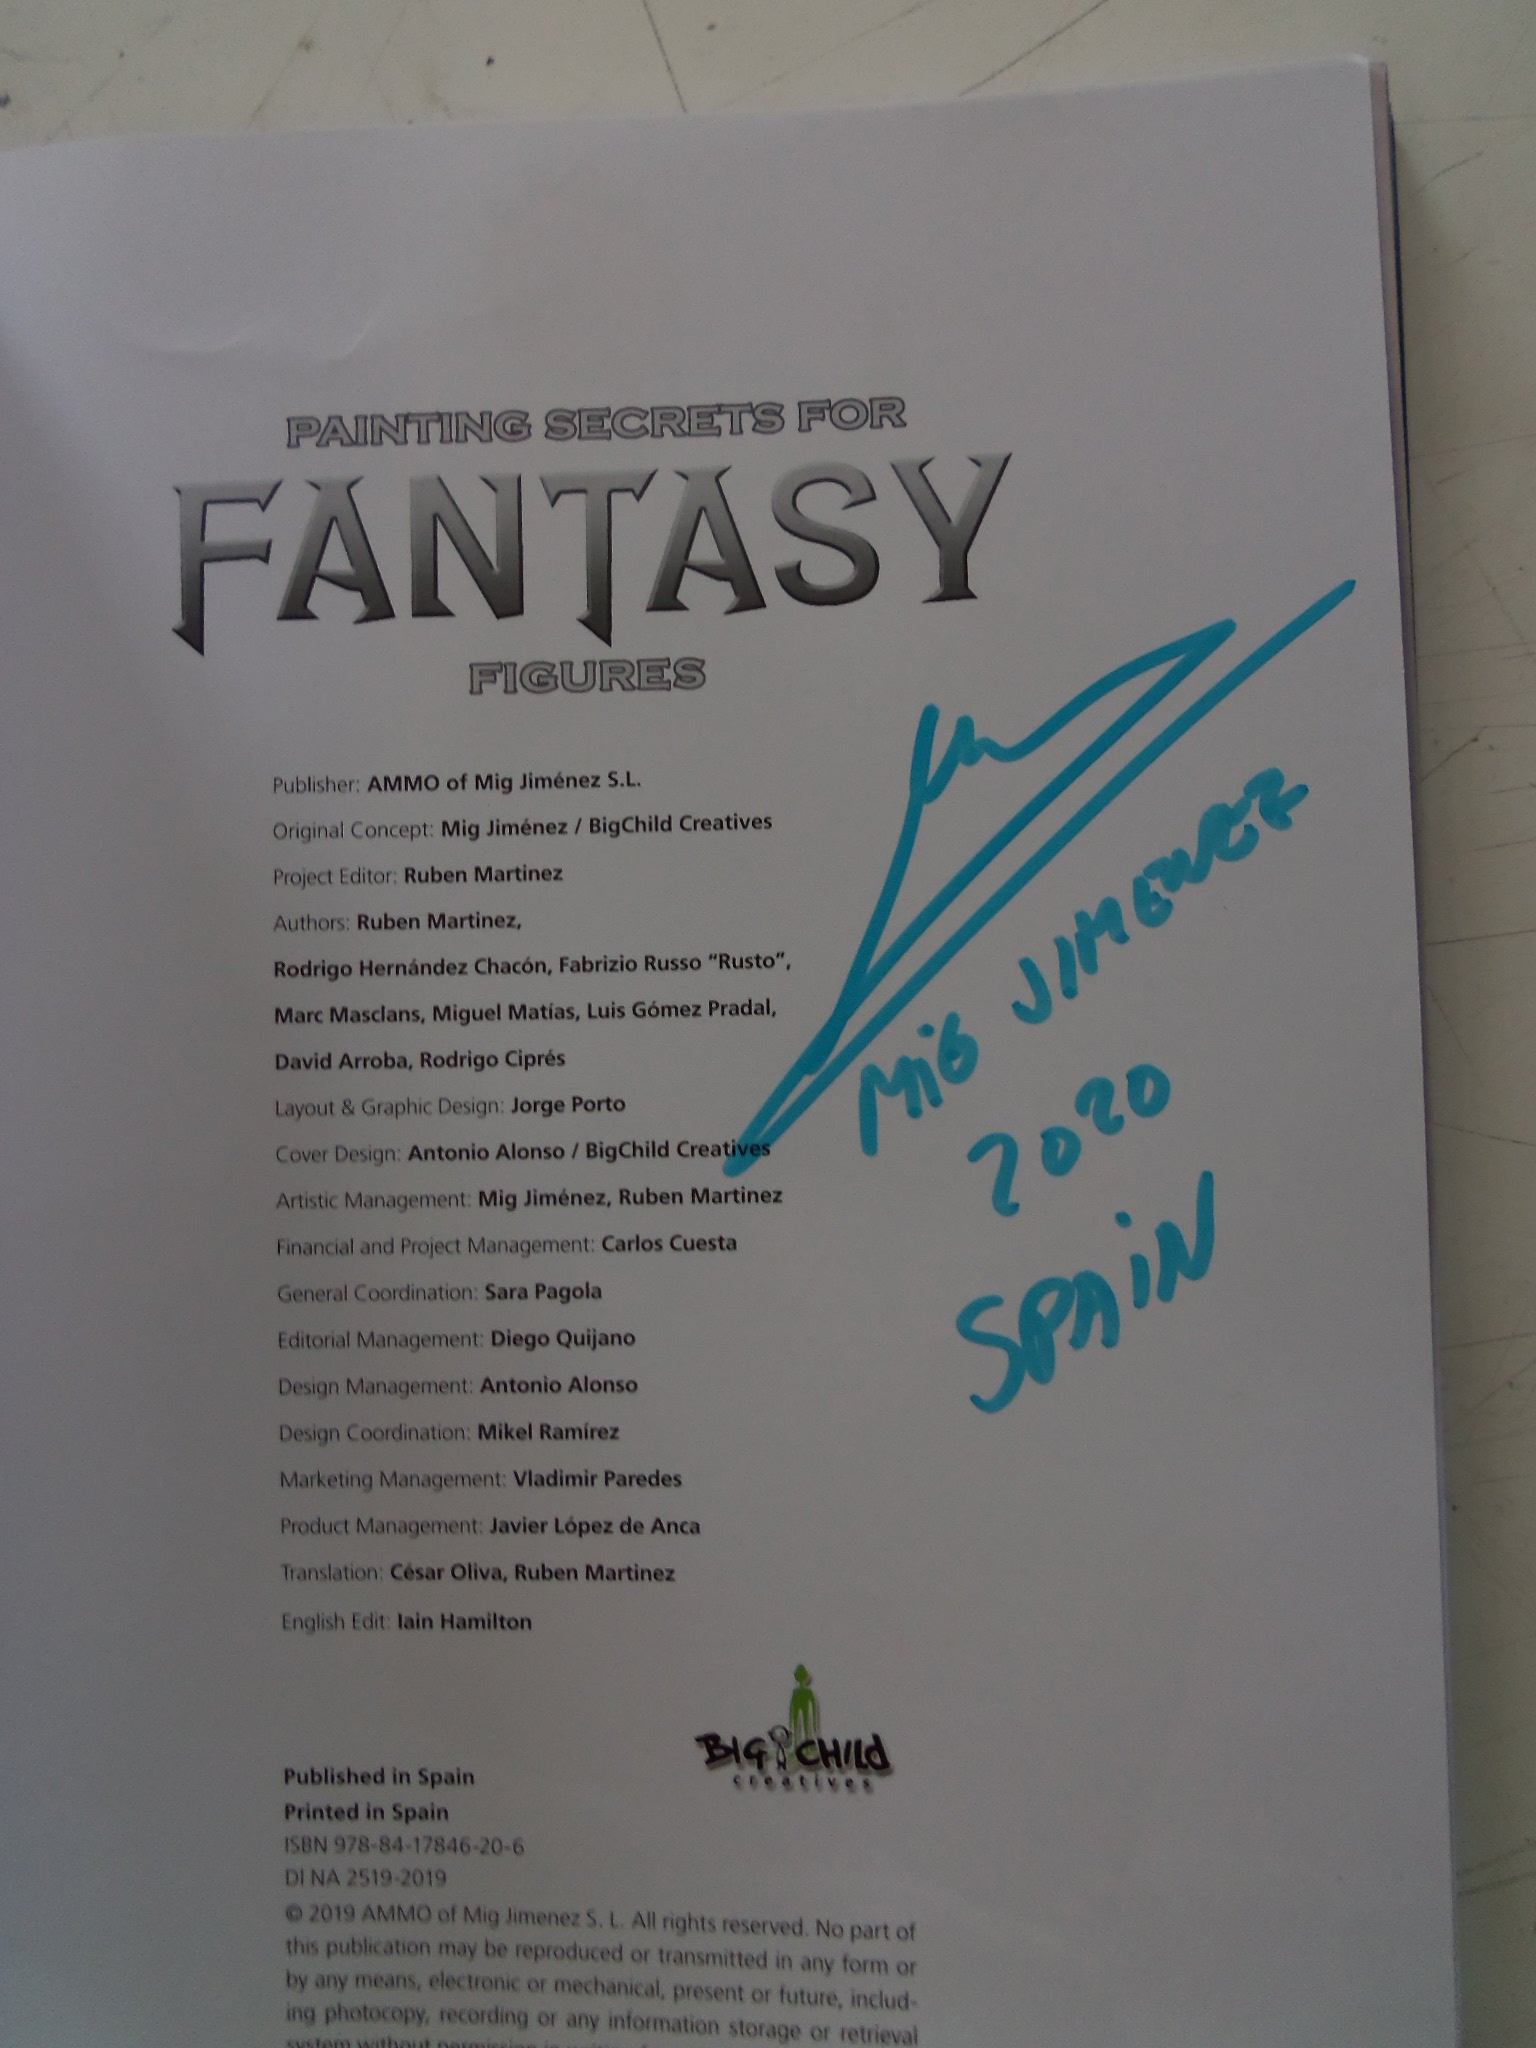 PAINTING SECRETS FOR
FANTASY
FIGURES
Publisher: AMMO of Mig Jiménez S.L.
Original Concept: Mig Jiménez / BigChild Creatives
Project Editor: Ruben Martinez
Authors: Ruben Martinez,
Rodrigo Hernández Chacón, Fabrizio Russo “Rusto”,
Marc Masclans, Miguel Matías, Luis Gómez Pradal,
David Arroba, Rodrigo Ciprés
Layout & Graphic Design: Jorge Porto
Cover Design: Antonio Alonso / BigChild Creatives
Artistic Management: Mig Jiménez, Ruben Martinez
Financial and Project Management: Carlos Cuesta
General Coordination: Sara Pagola
Editorial Management: Diego Quijano
Design Management: Antonio Alonso
Design Coordination: Mikel Ramírez
Marketing Management: Vladimir Paredes
Product Management: Javier López de Anca
Translation: César Oliva, Ruben Martinez
English Edit: Iain Hamilton
MiG JIMENEZ
2020
SPAiN
BIG CHILD
creatives
Published in Spain
Printed in Spain
ISBN 978-84-17846-20-6
DI NA 2519-2019
© 2019 AMMO of Mig Jimenez S. L. All rights reserved. No part of
this publication may be reproduced or transmitted in any form or
by any means, electronic or mechanical, present or future, includ-
ing photocopy, recording or any information storage or retrieval
system without permission in